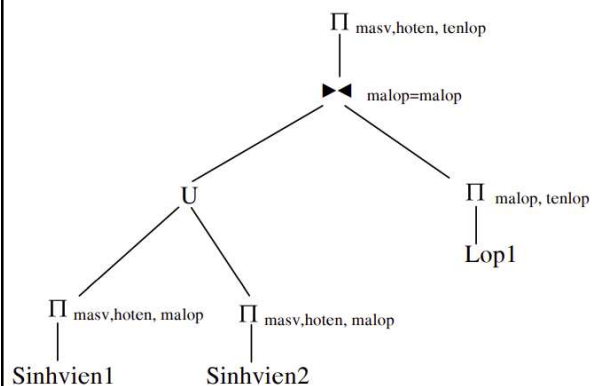 Π masv,hoten, tenlop
▶◀ malop=malop
U
Π malop, tenlop
Lop1
Π masv,hoten, malop
Π masv,hoten, malop
Sinhvien1
Sinhvien2